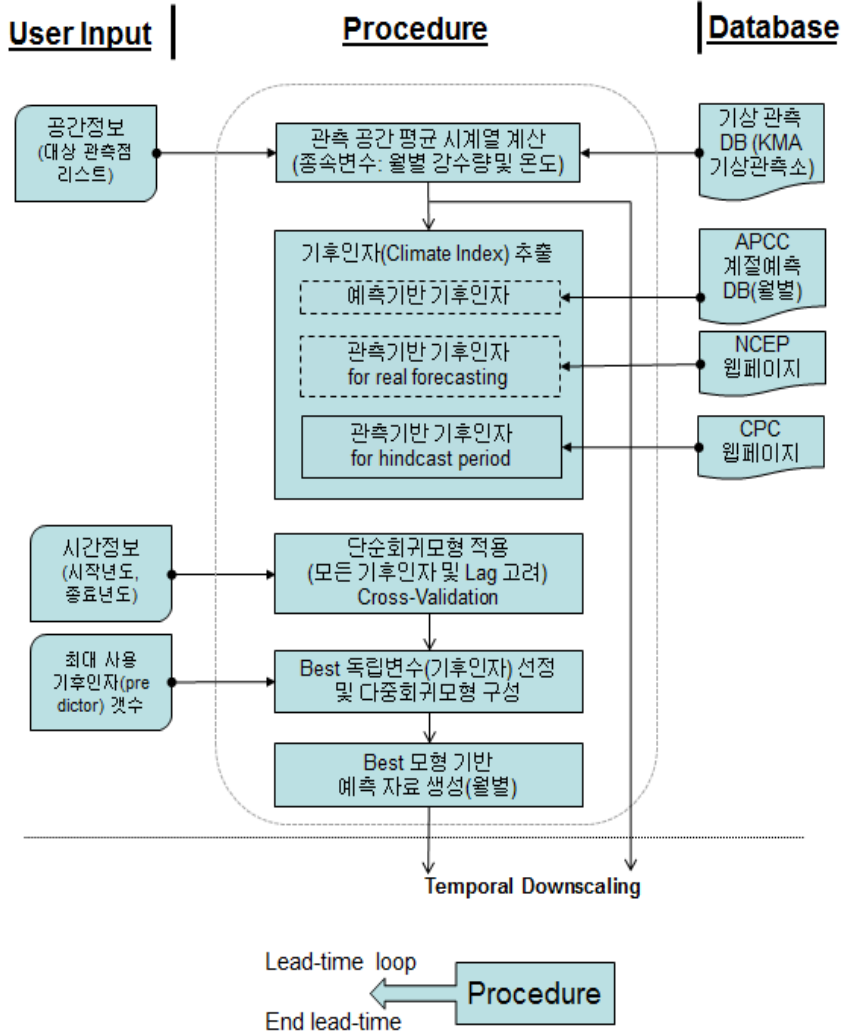 User Input
Procedure
Database
공간정보
(대상 관측점
리스트)
관측 공간 평균 시계열 계산
(종속변수: 월별 강수량및 온도)
기상 관측
DB (KMA
기상관측소)
기후인자(Climate Index) 추출
예측기반 기후인자
APCC
계절예측
DB(월별)
관측기반 기후인자
for real forecasting
NCEP
웹페이지
관측기반 기후인자
for hindcast period
CPC
웹페이지
시간정보
(시작년도,
종료년도)
단순회귀모형 적용
(모든 기후인자 및 Lag 고려)
Cross-Validation
최대 사용
기후인자(pre
dictor) 갯수
Best 독립변수(기후인자) 선정
및 다중회귀모형 구성
Best 모형 기반
예측 자료 생성(월별)
Temporal Downscaling
Lead-time loop
Procedure
End lead-time